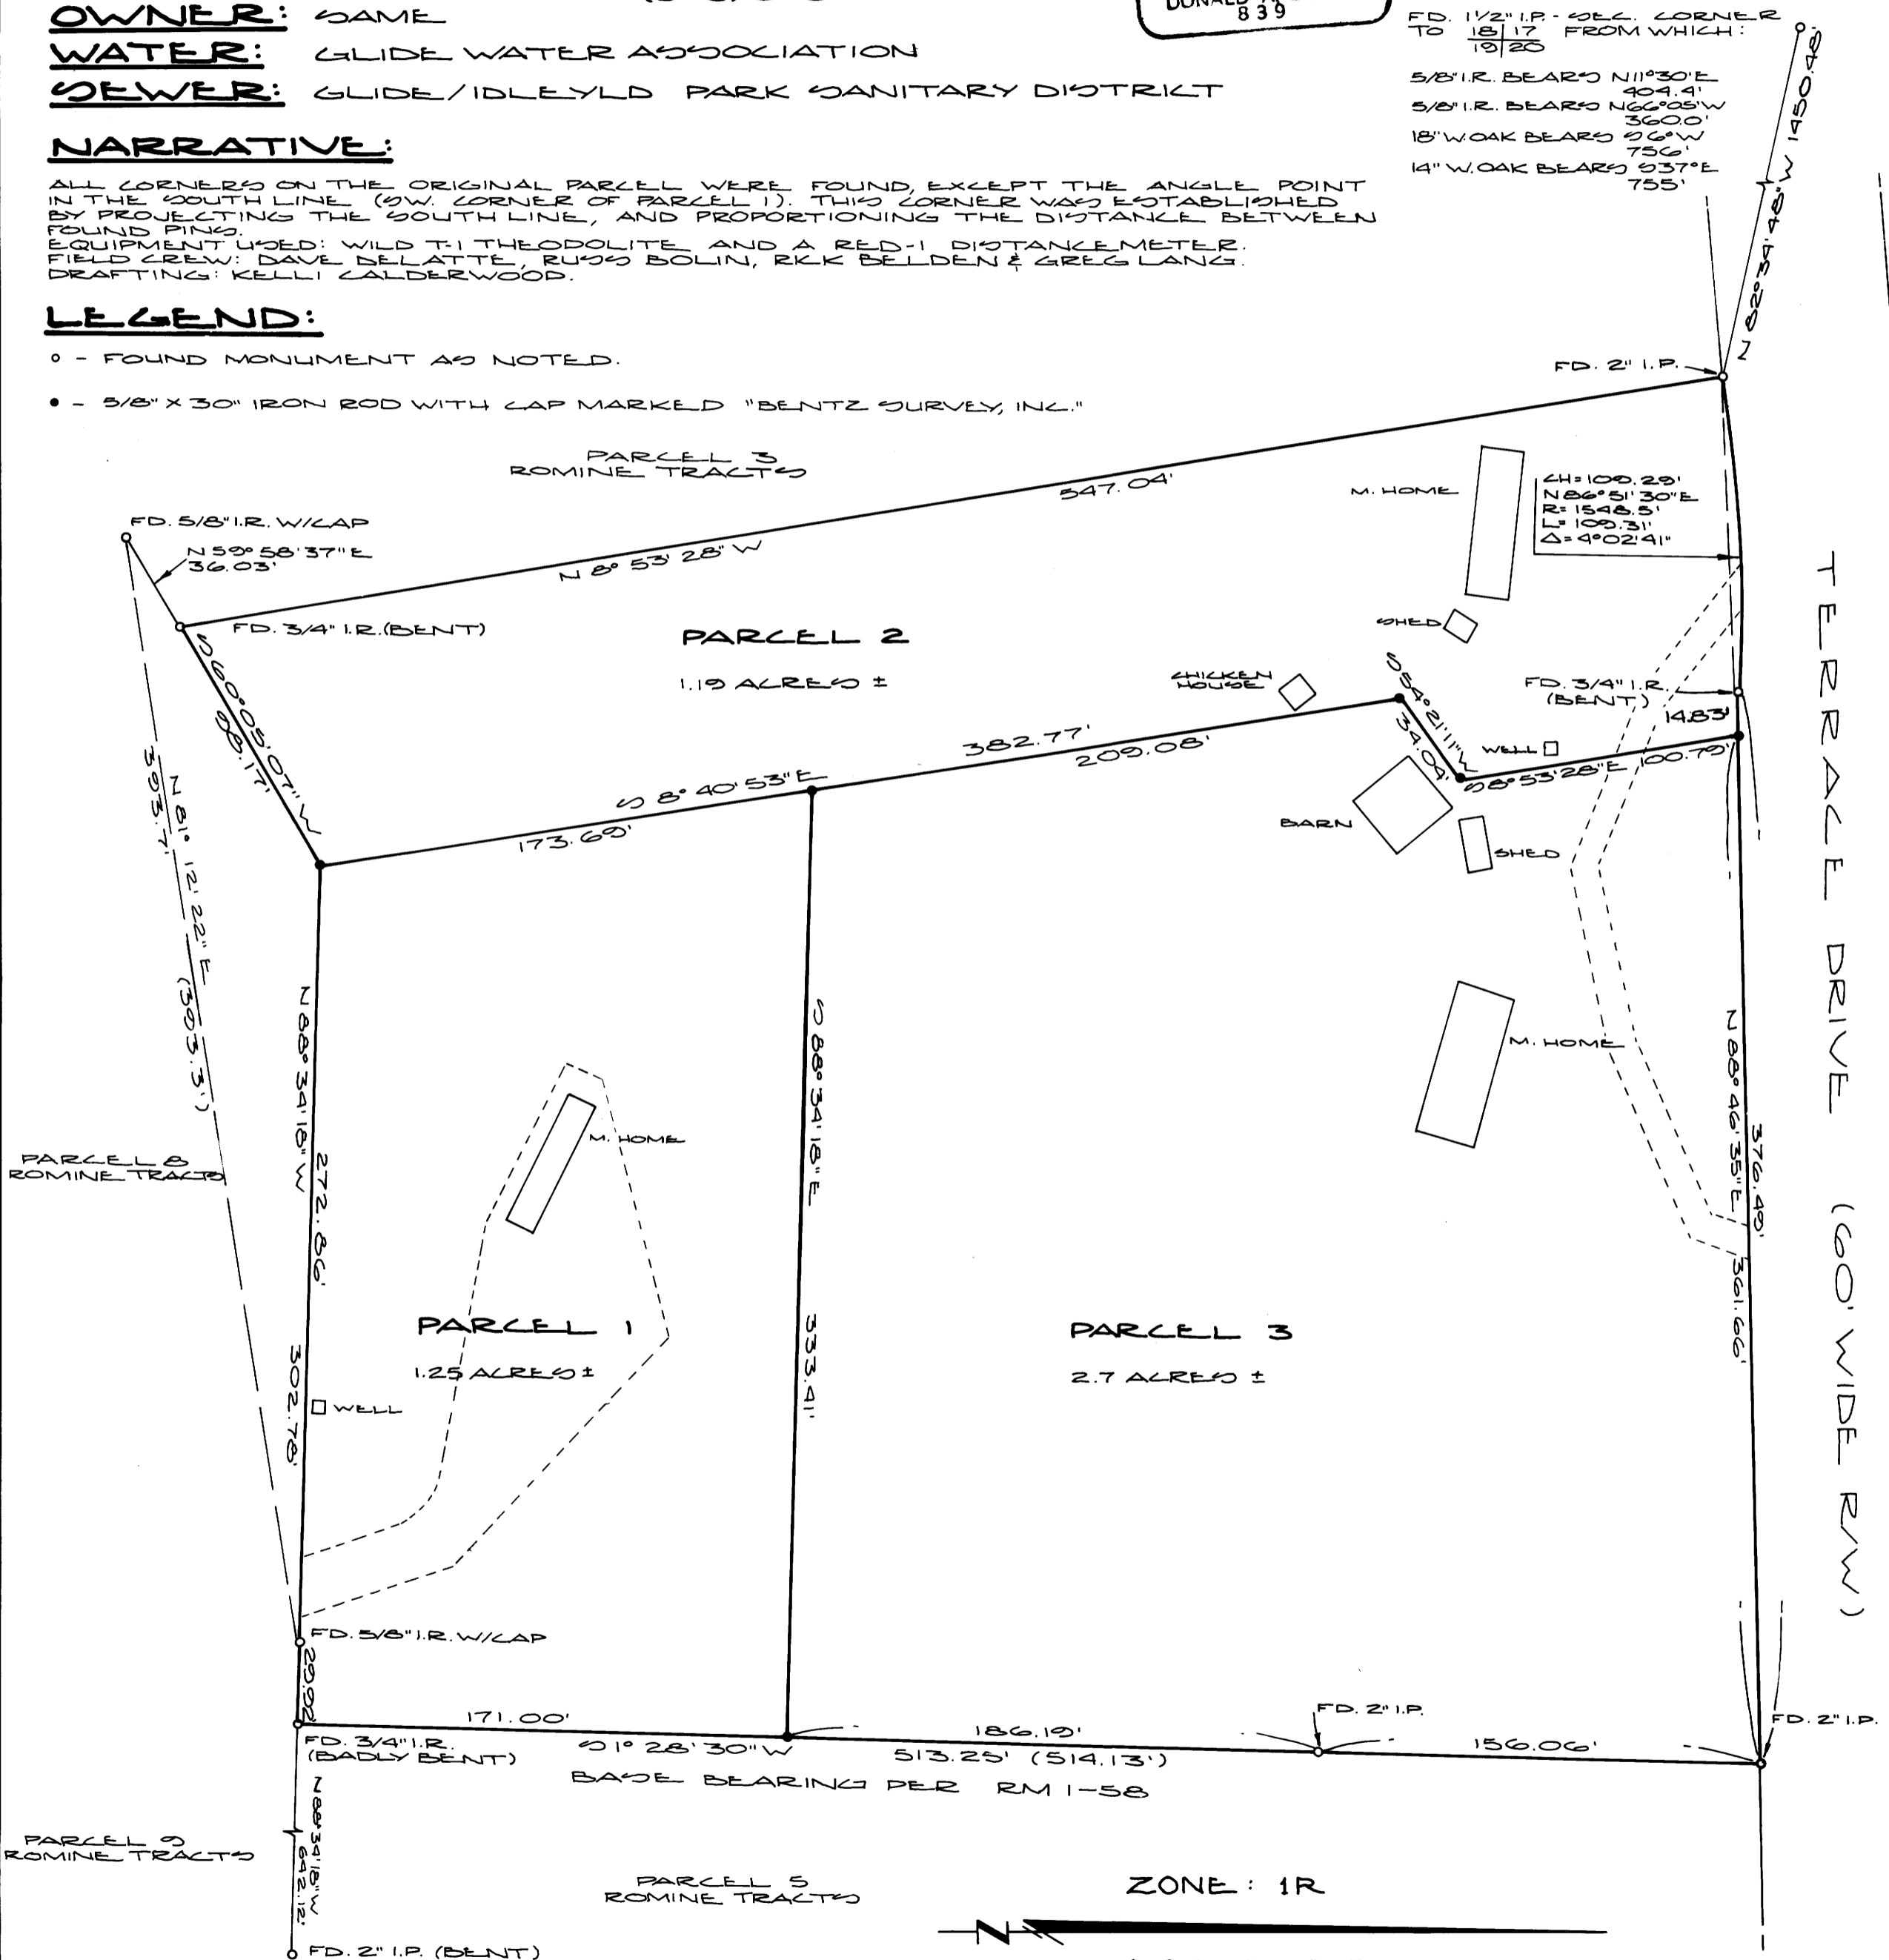 OWNER: SAME
WATER: GLIDE WATER ASSOCIATION
SEWER: GLIDE/IDLEYLD PARK SANITARY DISTRICT
839
FD. 1 1/2" I.P. - SEC. CORNER
TO 18|17 FROM WHICH:
19|20
5/8" I.R. BEARS N11°30'E
404.4'
5/8" I.R. BEARS N66°05'W
360.0'
18" W. OAK BEARS S6°W
756'
14" W. OAK BEARS S37°E
755'
N 82°34'48" W 1450.48'
NARRATIVE:
ALL CORNERS ON THE ORIGINAL PARCEL WERE FOUND, EXCEPT THE ANGLE POINT
IN THE SOUTH LINE (SW. CORNER OF PARCEL 1). THIS CORNER WAS ESTABLISHED
BY PROJECTING THE SOUTH LINE, AND PROPORTIONING THE DISTANCE BETWEEN
FOUND PINS.
EQUIPMENT USED: WILD T-1 THEODOLITE AND A RED-1 DISTANCEMETER.
FIELD CREW: DAVE DELATTE, RUSS BOLIN, RICK BELDEN & GREG LANG.
DRAFTING: KELLI CALDERWOOD.
LEGEND:
○ - FOUND MONUMENT AS NOTED.
● - 5/8" X 30" IRON ROD WITH CAP MARKED "BENTZ SURVEY, INC."
FD. 2" I.P.
PARCEL 3
ROMINE TRACTS
547.04'
N 8° 53' 28" W
M. HOME
CH=109.29'
N86°51'30"E
R=1548.5'
L=109.31'
Δ=4°02'41"
FD. 5/8" I.R. W/CAP
N59°58'37"E
36.03'
FD. 3/4" I.R. (BENT)
S60°05'07"W
98.17'
PARCEL 2
1.19 ACRES ±
SHED
CHICKEN
HOUSE
S54°21'11"W
34.04'
FD. 3/4" I.R.
(BENT)
14.83'
WELL
S8°53'28"E 100.79'
382.77'
209.08'
S 8° 40' 53" E
173.69'
BARN
SHED
N 81° 12' 22" E
393.7'
(393.3')
TERRACE DRIVE (60' WIDE R/W)
N 88° 34' 18" W
272.86'
302.78'
S 88° 34' 18" E
333.41'
M. HOME
N 88° 46' 35" E
376.49'
361.66'
M. HOME
PARCEL 8
ROMINE TRACTS
PARCEL 1
1.25 ACRES ±
WELL
PARCEL 3
2.7 ACRES ±
FD. 5/8" I.R. W/CAP
29.92'
171.00'
186.19'
FD. 2" I.P.
156.06'
FD. 2" I.P.
FD. 3/4" I.R.
(BADLY BENT)
S1° 28' 30" W
513.25' (514.13')
BASE BEARING PER RM 1-58
N 88°34'18" W
642.12'
PARCEL 9
ROMINE TRACTS
PARCEL 5
ROMINE TRACTS
ZONE: 1R
N
FD. 2" I.P. (BENT)